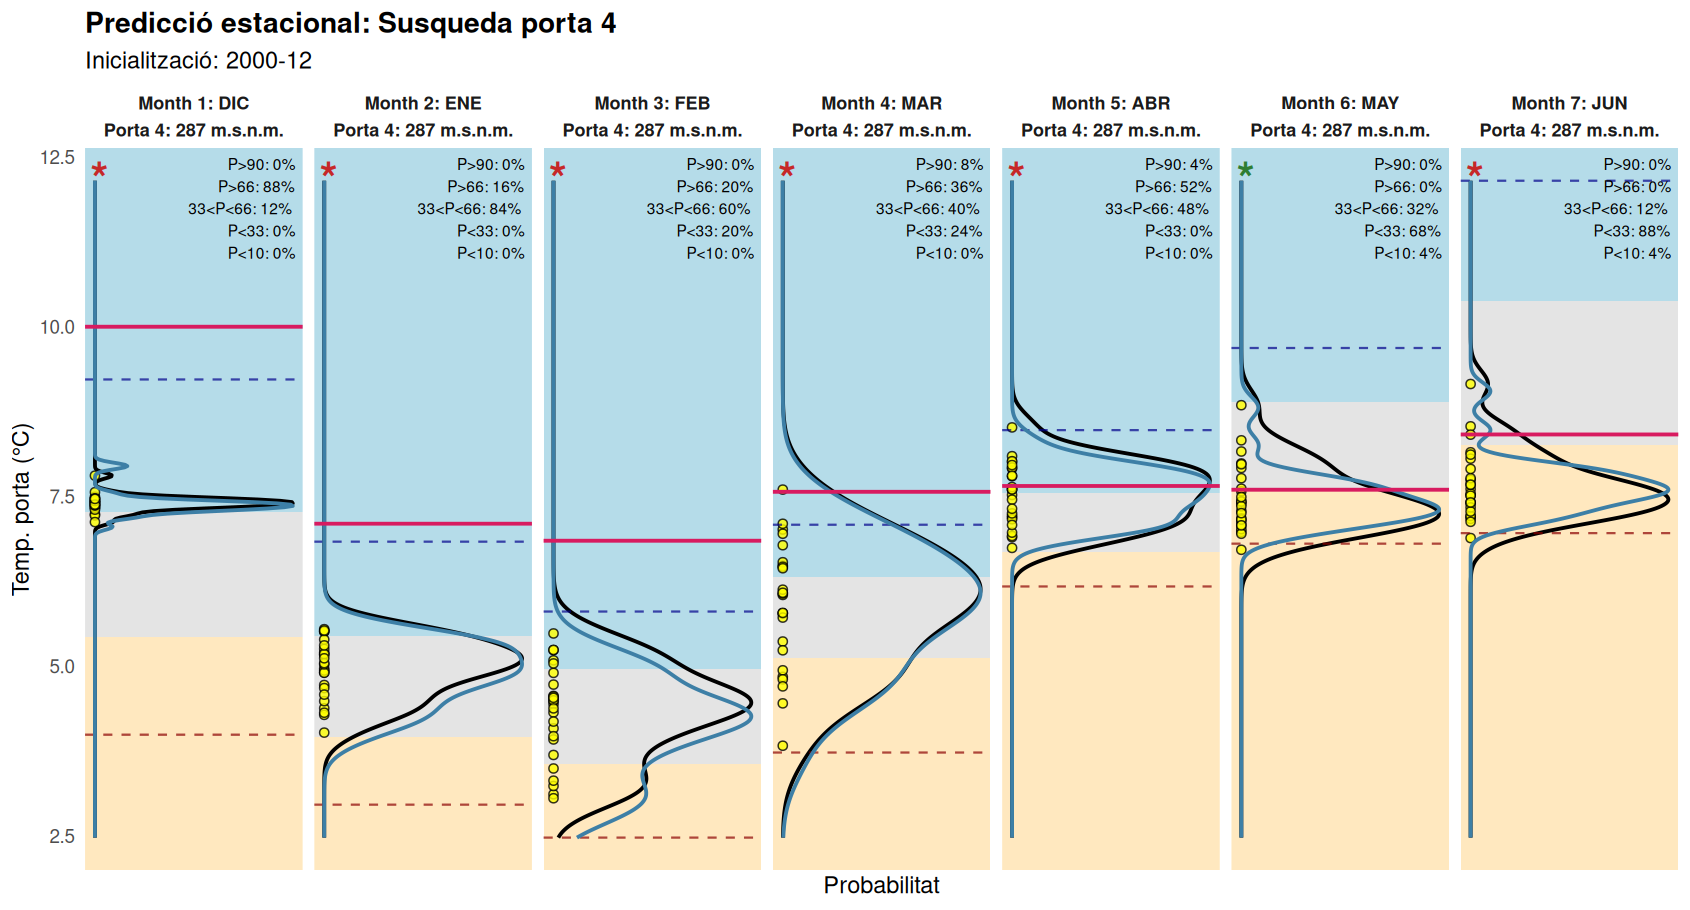 Predicció estacional: Susqueda porta 4
Inicialització: 2000-12
Month 1: DIC
Porta 4: 287 m.s.n.m.
Month 2: ENE
Porta 4: 287 m.s.n.m.
Month 3: FEB
Porta 4: 287 m.s.n.m.
Month 4: MAR
Porta 4: 287 m.s.n.m.
Month 5: ABR
Porta 4: 287 m.s.n.m.
Month 6: MAY
Porta 4: 287 m.s.n.m.
Month 7: JUN
Porta 4: 287 m.s.n.m.
Temp. porta (°C)
12.5
10.0
7.5
5.0
2.5
*
P>90: 0%
P>66: 88%
33<P<66: 12%
P<33: 0%
P<10: 0%
*
P>90: 0%
P>66: 16%
33<P<66: 84%
P<33: 0%
P<10: 0%
*
P>90: 0%
P>66: 20%
33<P<66: 60%
P<33: 20%
P<10: 0%
*
P>90: 8%
P>66: 36%
33<P<66: 40%
P<33: 24%
P<10: 0%
*
P>90: 4%
P>66: 52%
33<P<66: 48%
P<33: 0%
P<10: 0%
*
P>90: 0%
P>66: 0%
33<P<66: 32%
P<33: 68%
P<10: 4%
*
P>90: 0%
P>66: 0%
33<P<66: 12%
P<33: 88%
P<10: 4%
Probabilitat